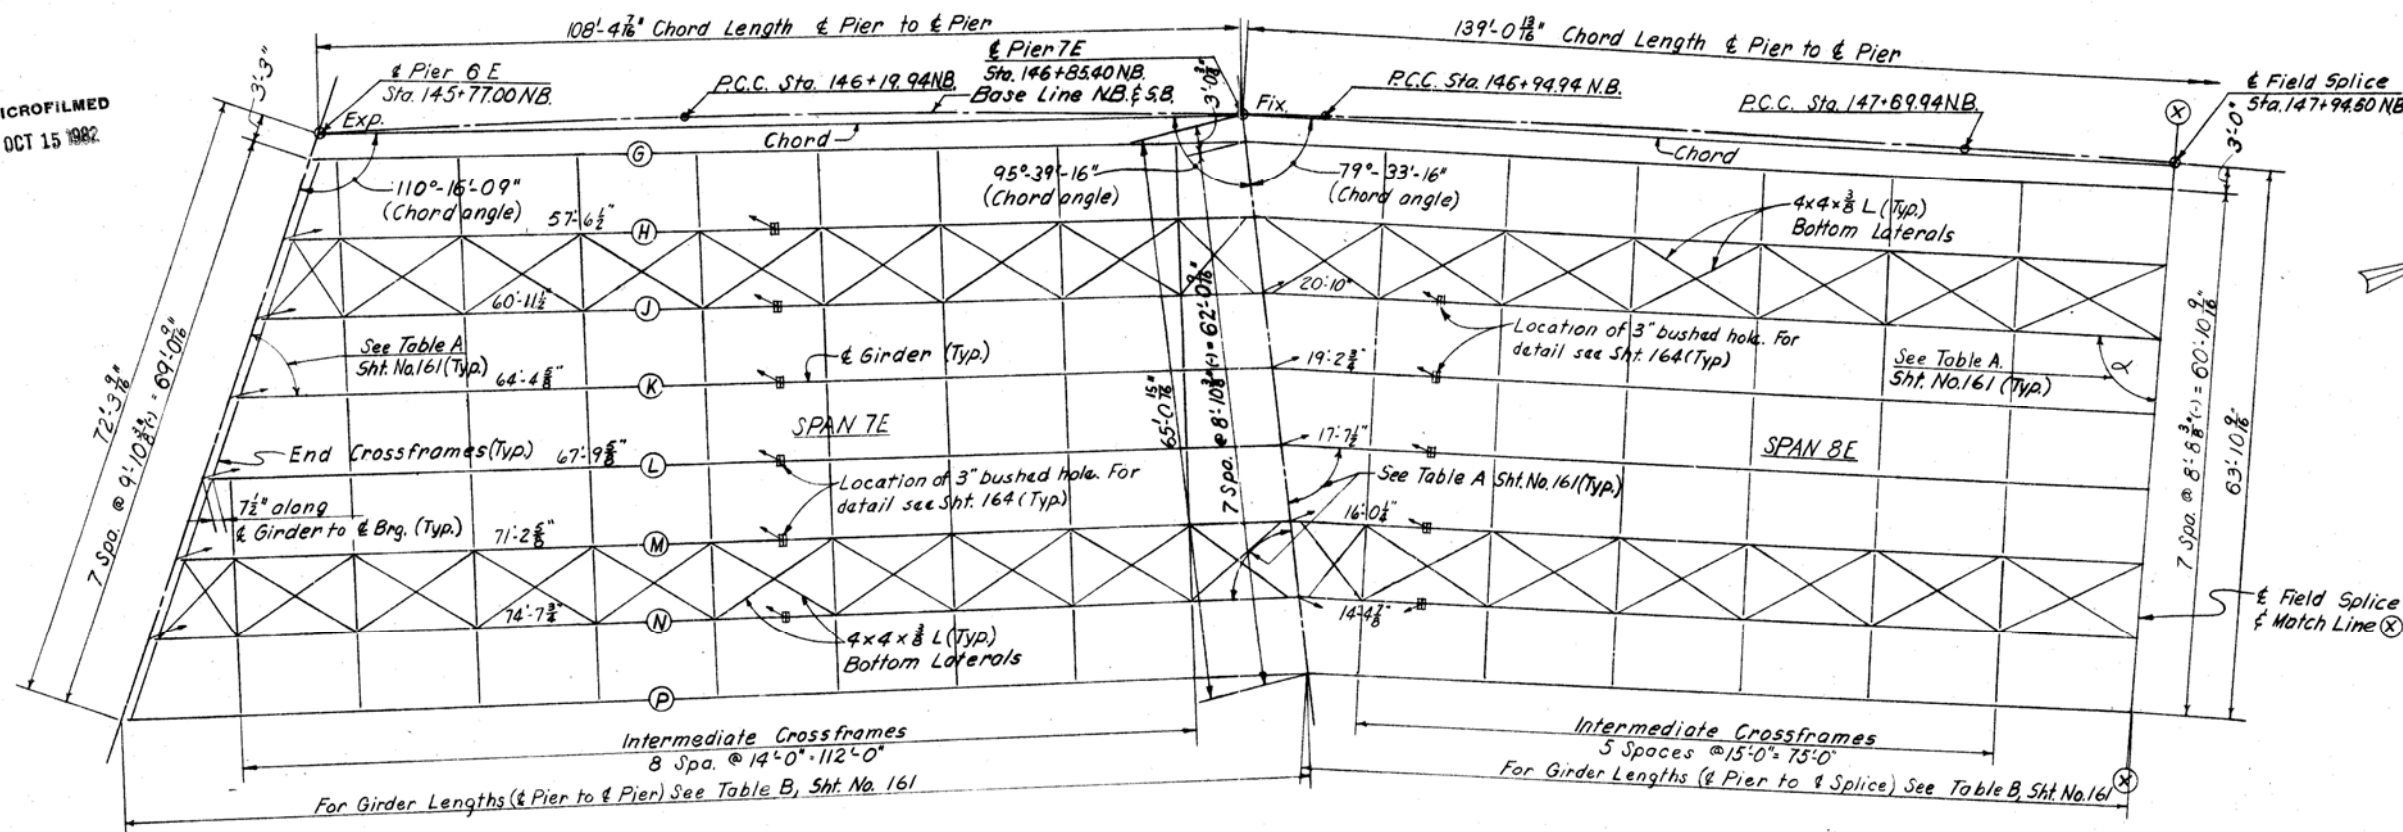 108'-4 7/16" Chord Length ℄ Pier to ℄ Pier
139'-0 13/16" Chord Length ℄ Pier to ℄ Pier
ICROFILMED
OCT 15 1982
3'-3"
℄ Pier 6 E
Sta. 145+77.00 NB.
P.C.C. Sta. 146+19.94 NB.
℄ Pier 7E
Sta. 146+85.40 NB.
Base Line N.B. & S.B.
3'-0 3/8"
Exp.
Fix.
P.C.C. Sta. 146+94.94 N.B.
P.C.C. Sta. 147+69.94 N.B.
℄ Field Splice
Sta. 147+94.60 NB
X
3'-0"
Chord
Chord
G
110°-16'-09"
(Chord angle)
95°-39'-16"
(Chord angle)
79°-33'-16"
(Chord angle)
57'-6 1/2"
H
4x4x 3/8 L (Typ.)
Bottom Laterals
60'-11 1/2"
J
20'-10"
See Table A
Sht. No. 161 (Typ.)
64'-4 5/8"
K
℄ Girder (Typ.)
19'-2 3/4"
Location of 3" bushed hole. For
detail see Sht. 164 (Typ)
See Table A.
Sht. No. 161 (Typ.)
α
72'-3 9/16"
7 Spa. @ 9'-10 3/8"(-) = 69'-0 9/16"
65'-0 15/16"
7 Spa. @ 8'-10 3/8"(-) = 62'-0 9/16"
7 Spa. @ 8'-8 3/8"(-) = 60'-10 9/16"
63'-10 9/16"
SPAN 7E
SPAN 8E
End Crossframes (Typ.)
67'-9 5/8"
L
17'-7 1/2"
Location of 3" bushed hole. For
detail see Sht. 164 (Typ.)
See Table A Sht. No. 161 (Typ.)
7 1/2" along
℄ Girder to ℄ Brg. (Typ.)
71'-2 5/8"
M
16'-0 1/4"
74'-7 3/4"
N
14'-4 7/8"
4x4x 3/8 L (Typ.)
Bottom Laterals
℄ Field Splice
& Match Line X
P
Intermediate Crossframes
8 Spa. @ 14'-0" = 112'-0"
For Girder Lengths (℄ Pier to ℄ Pier) See Table B, Sht. No. 161
Intermediate Crossframes
5 Spaces @ 15'-0" = 75'-0"
For Girder Lengths (℄ Pier to ℄ Splice) See Table B, Sht. No. 161
X